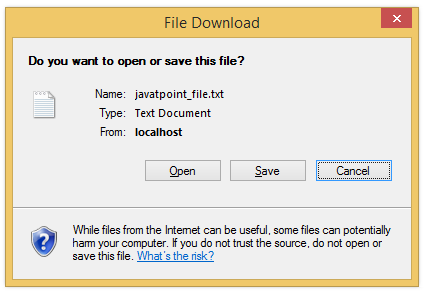 File Download
Do you want to open or save this file?
Name: javatpoint_file.txt
Type: Text Document
From: localhost
Open Save Cancel
While files from the Internet can be useful, some files can potentially
harm your computer. If you do not trust the source, do not open or
save this file. What's the risk?